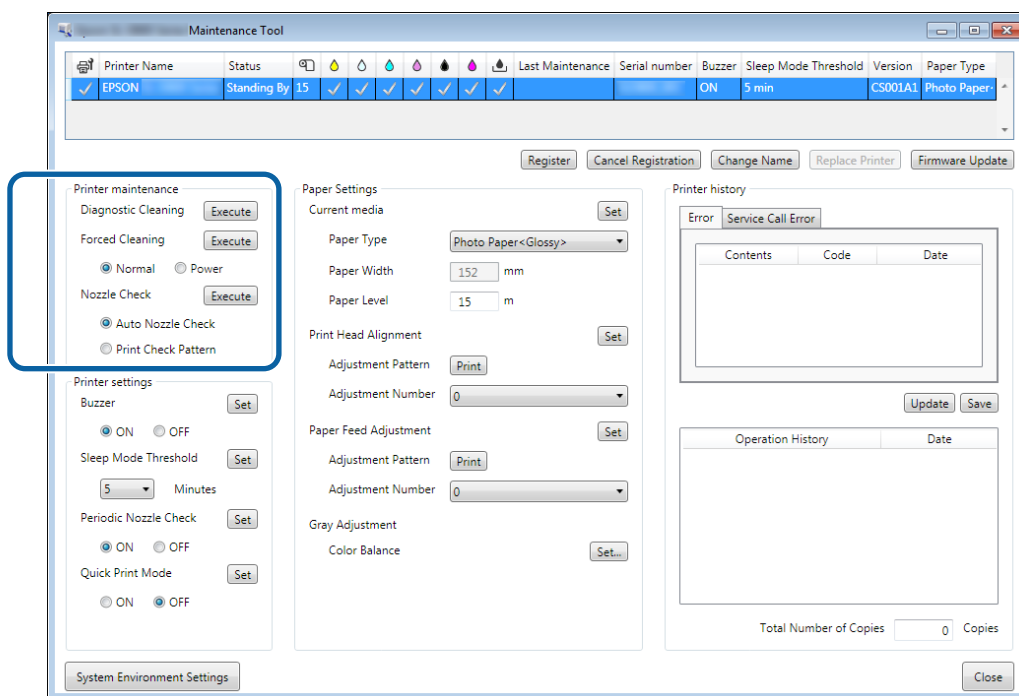 Maintenance Tool
Printer Name Status Last Maintenance Serial number Buzzer Sleep Mode Threshold Version Paper Type
EPSON Standing By 15 ON 5 min CS001A1 Photo Paper
Register Cancel Registration Change Name Replace Printer Firmware Update
Printer maintenance
Diagnostic Cleaning Execute
Forced Cleaning Execute
Normal Power
Nozzle Check Execute
Auto Nozzle Check
Print Check Pattern
Printer settings
Buzzer Set
ON OFF
Sleep Mode Threshold Set
5 Minutes
Periodic Nozzle Check Set
ON OFF
Quick Print Mode Set
ON OFF
Paper Settings
Current media Set
Paper Type Photo Paper<Glossy>
Paper Width 152 mm
Paper Level 15 m
Print Head Alignment Set
Adjustment Pattern Print
Adjustment Number 0
Paper Feed Adjustment Set
Adjustment Pattern Print
Adjustment Number 0
Gray Adjustment
Color Balance Set...
Printer history
Error Service Call Error
Contents Code Date
Update Save
Operation History Date
Total Number of Copies 0 Copies
System Environment Settings Close